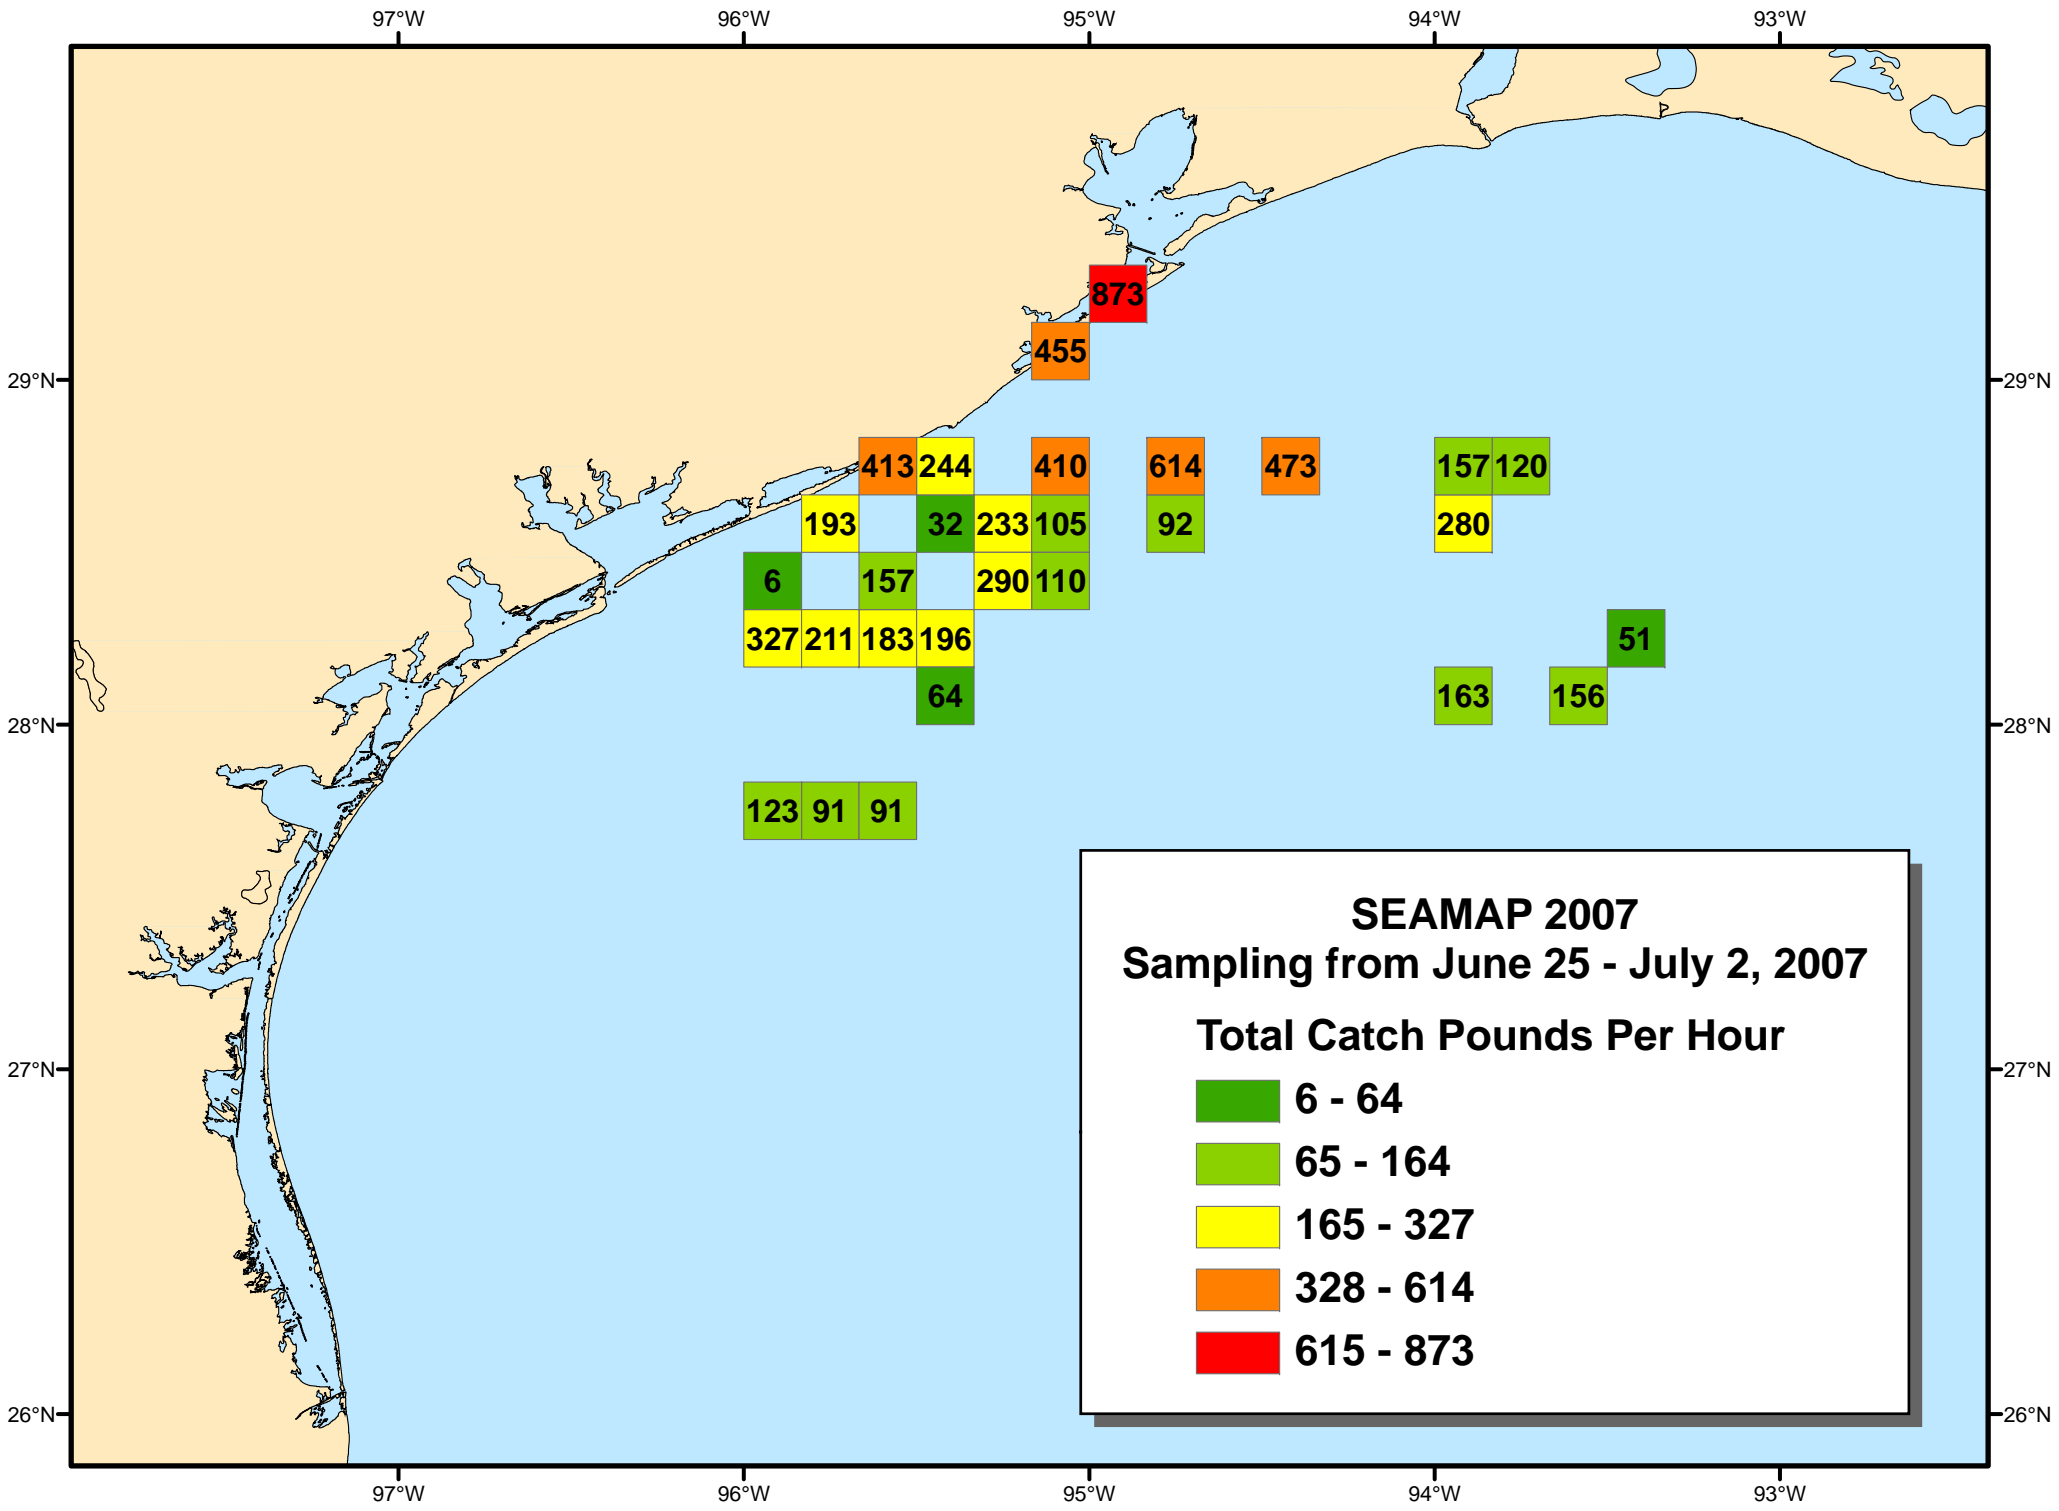 97°W 96°W 95°W 94°W 93°W
873
455
29°N 29°N
413 244 410 614 473 157 120
193 32 233 105 92 280
6 157 290 110
327 211 183 196 51
64 163 156
28°N 28°N
123 91 91
SEAMAP 2007
Sampling from June 25 - July 2, 2007
Total Catch Pounds Per Hour
27°N 27°N
6 - 64
65 - 164
165 - 327
328 - 614
615 - 873
26°N 26°N
97°W 96°W 95°W 94°W 93°W